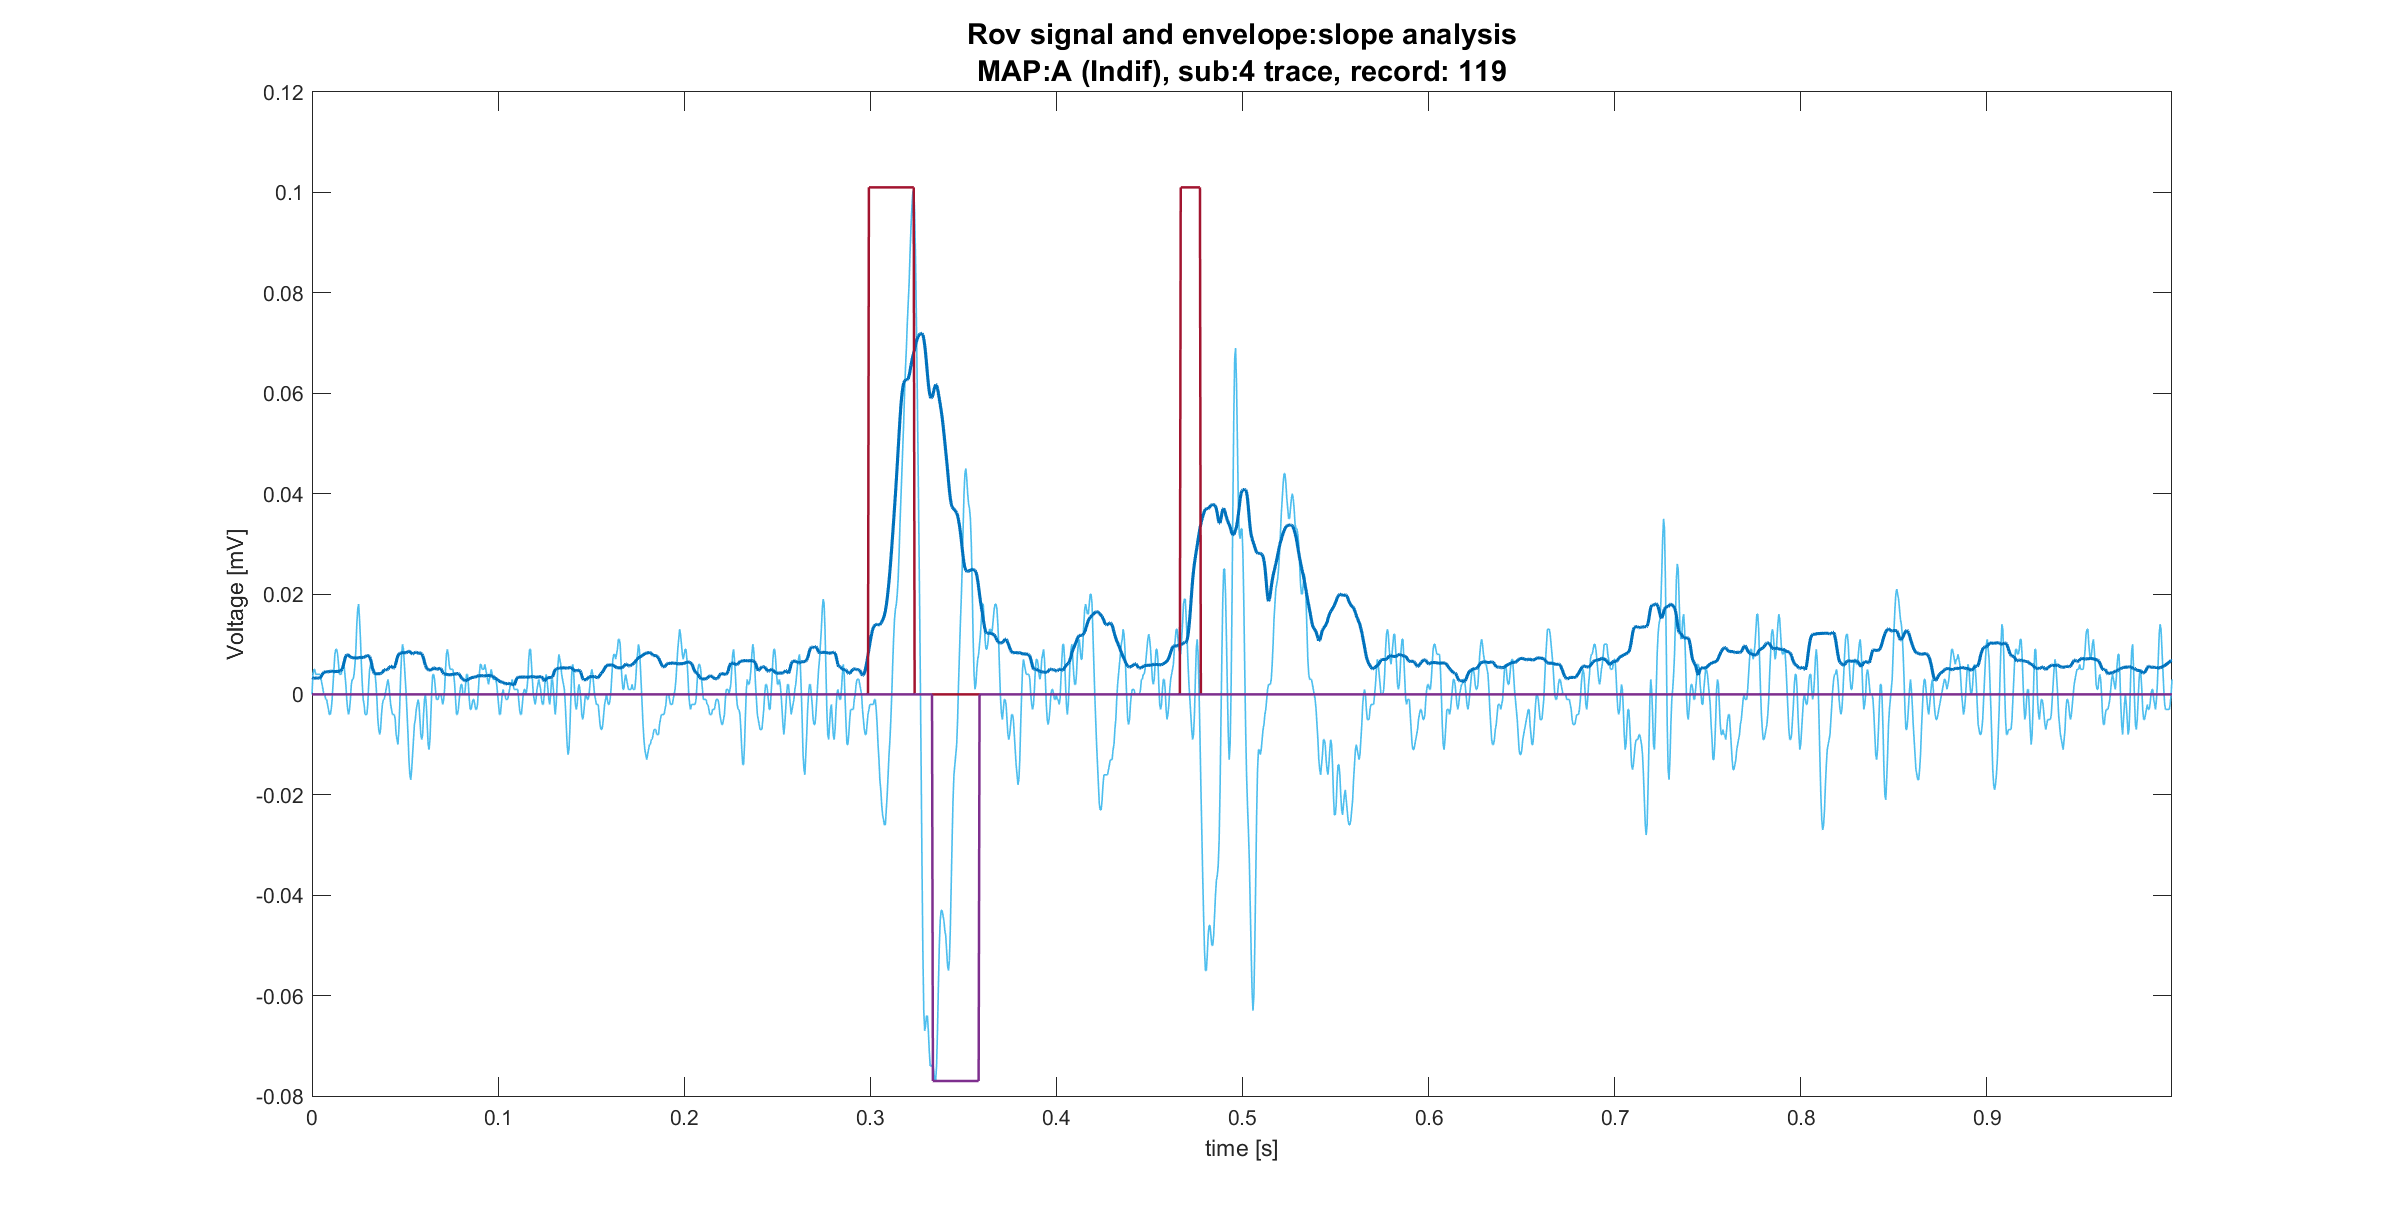 Rov signal and envelope:slope analysis
MAP:A (Indif), sub:4 trace, record: 119
0.12
0.1
0.08
0.06
0.04
0.02
0
-0.02
-0.04
-0.06
-0.08
Voltage [mV]
0 0.1 0.2 0.3 0.4 0.5 0.6 0.7 0.8 0.9
time [s]